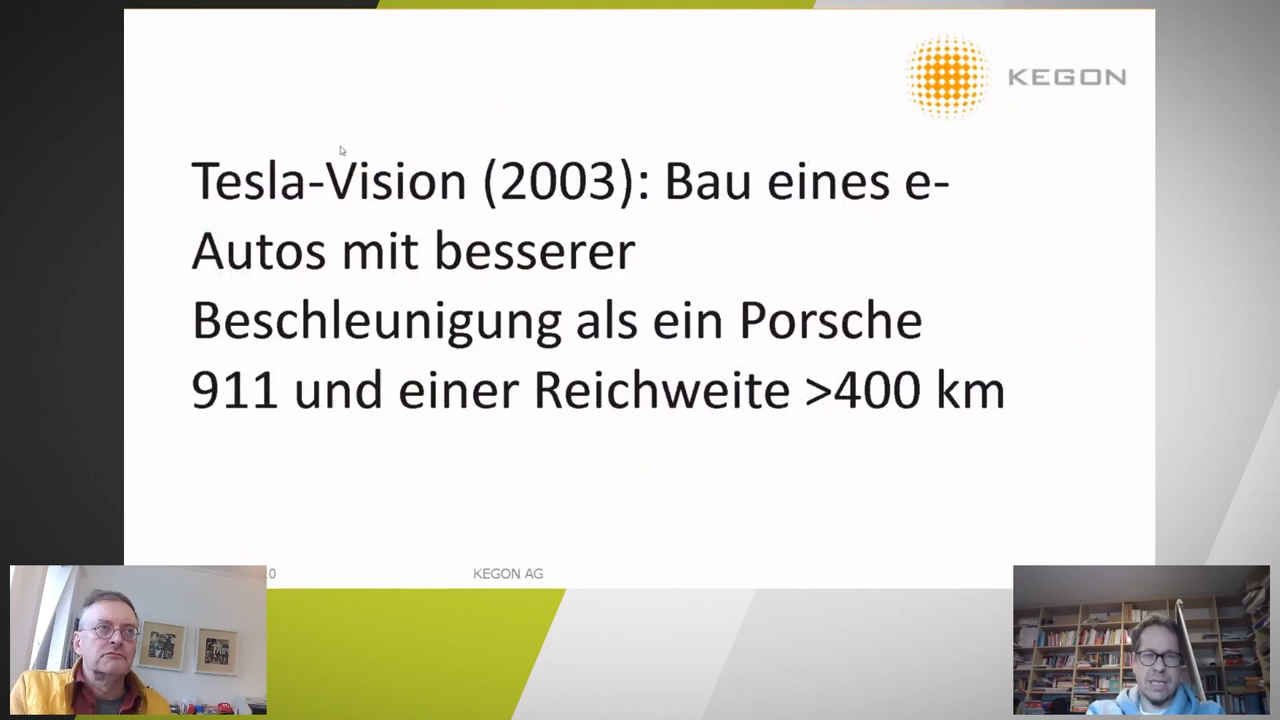 KEGON
Tesla-Vision (2003): Bau eines e-
Autos mit besserer
Beschleunigung als ein Porsche
911 und einer Reichweite >400 km
KEGON AG